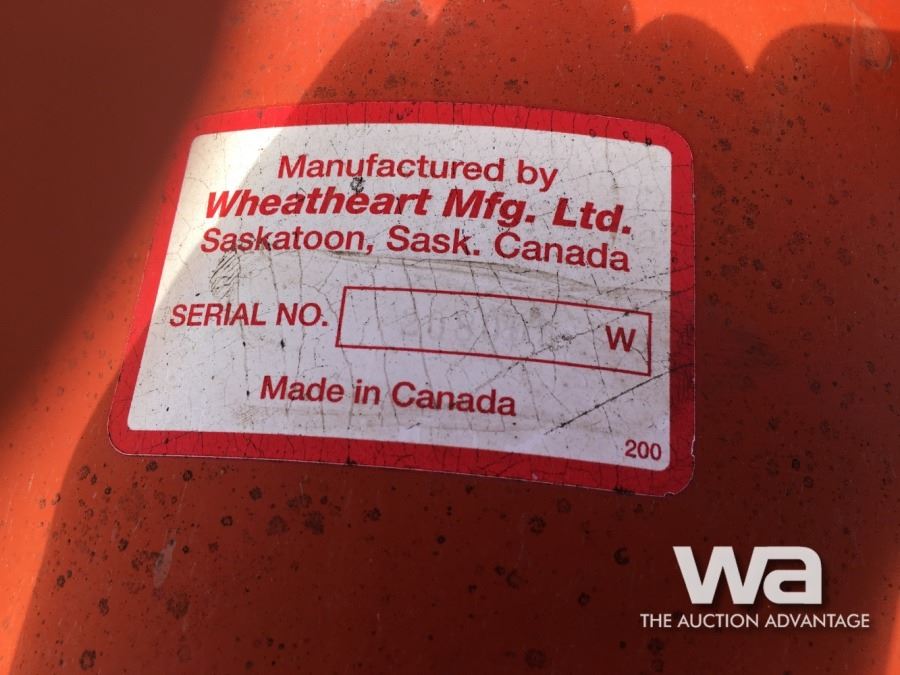 Manufactured by
Wheatheart Mfg. Ltd.
Saskatoon, Sask. Canada
SERIAL NO.
W
Made in Canada
200
wa
THE AUCTION ADVANTAGE